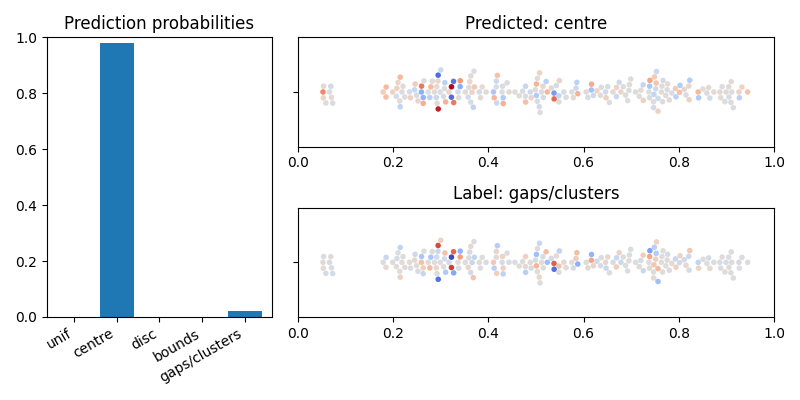 Prediction probabilities
1.0
0.8
0.6
0.4
0.2
0.0
unif
centre
disc
bounds
gaps/clusters
Predicted: centre
0.0 0.2 0.4 0.6 0.8 1.0
Label: gaps/clusters
0.0 0.2 0.4 0.6 0.8 1.0